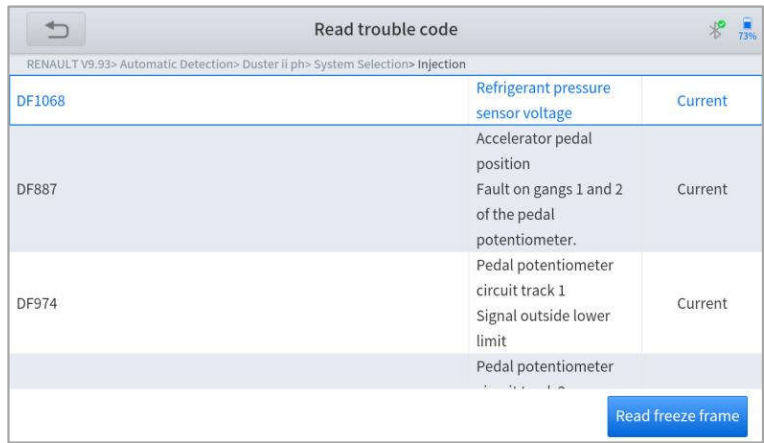 Read trouble code
73%
RENAULT V9.93> Automatic Detection> Duster ii ph> System Selection> Injection
DF1068
Refrigerant pressure
sensor voltage
Current
DF887
Accelerator pedal
position
Fault on gangs 1 and 2
of the pedal
potentiometer.
Current
DF974
Pedal potentiometer
circuit track 1
Signal outside lower
limit
Current
Pedal potentiometer
Read freeze frame